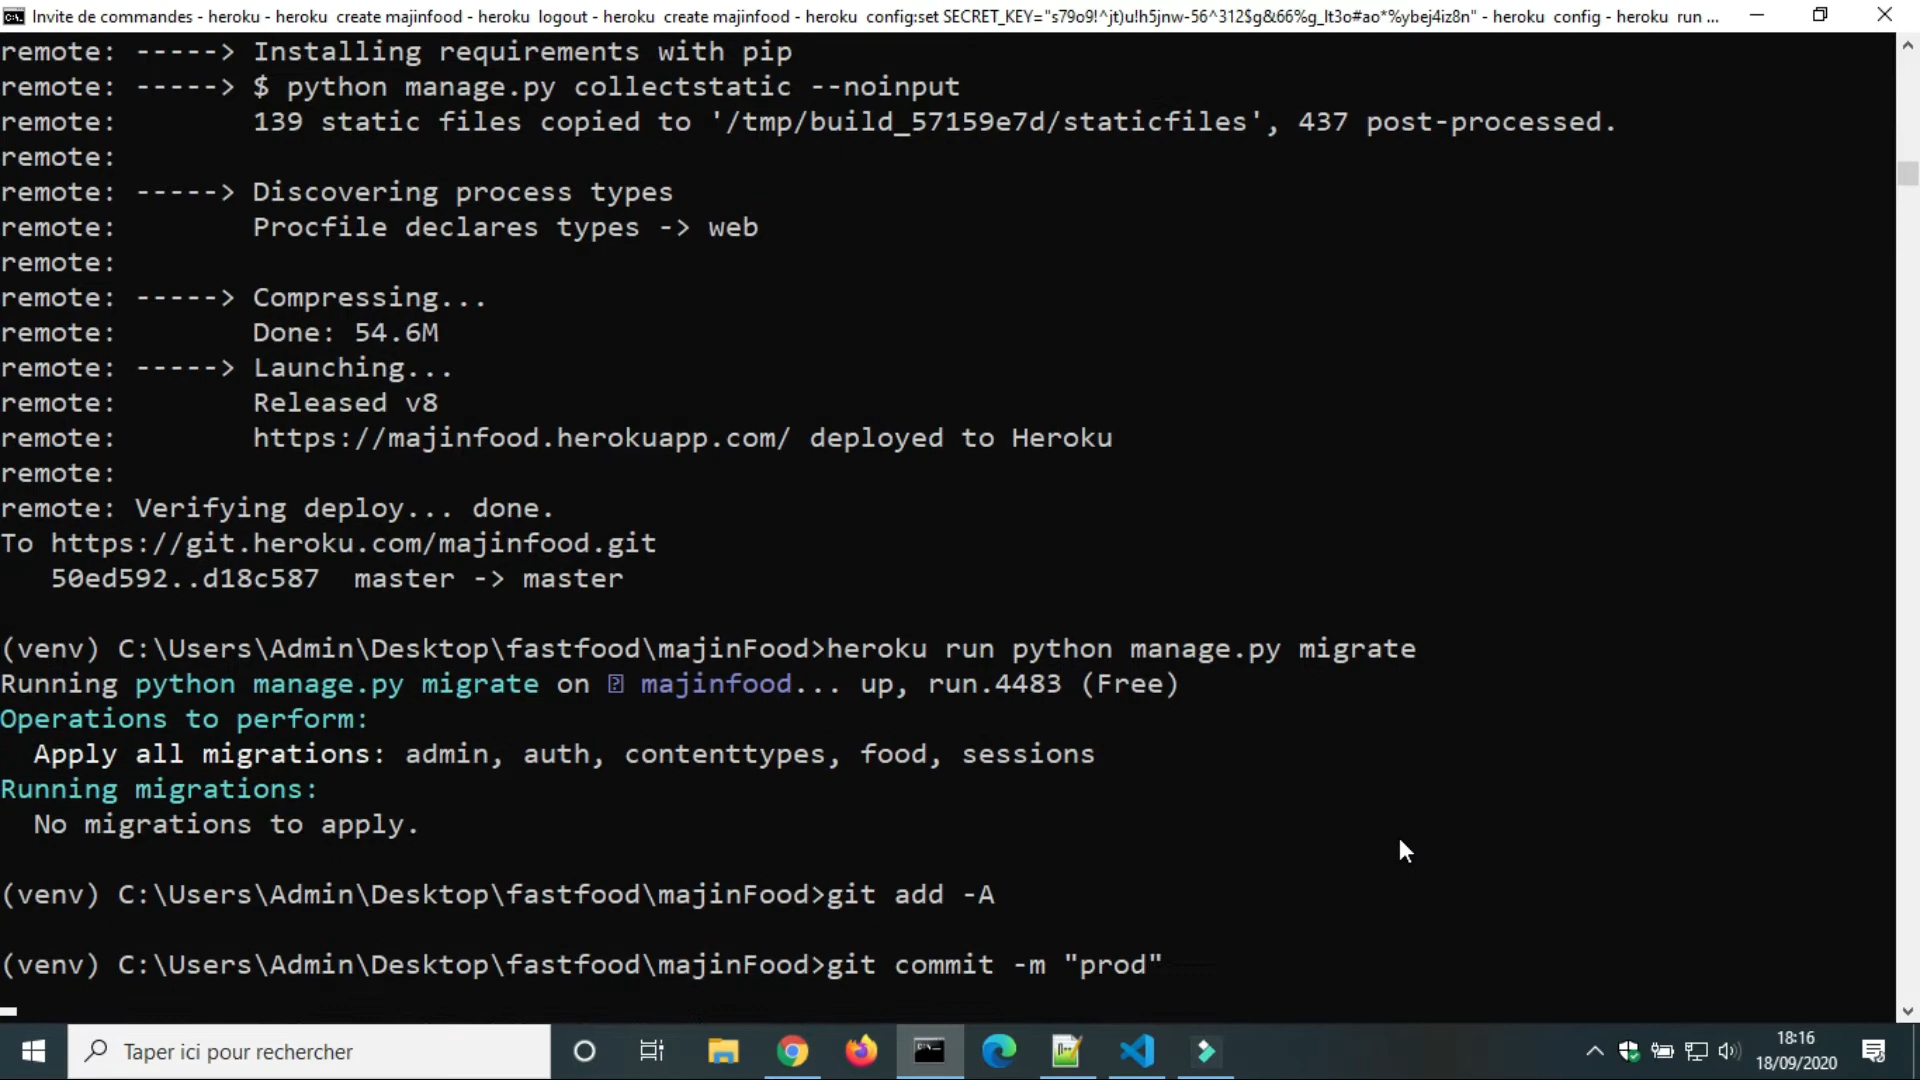 Invite de commandes - heroku - heroku  create majinfood - heroku  logout - heroku  create majinfood - heroku  config:set SECRET_KEY="s79o9!^jt)u!h5jnw-56^312$g&66%g_lt3o#ao*%ybej4iz8n" - heroku  config - heroku  run ...
remote: -----> Installing requirements with pip
remote: -----> $ python manage.py collectstatic --noinput
remote:        139 static files copied to '/tmp/build_57159e7d/staticfiles', 437 post-processed.
remote:
remote: -----> Discovering process types
remote:        Procfile declares types -> web
remote:
remote: -----> Compressing...
remote:        Done: 54.6M
remote: -----> Launching...
remote:        Released v8
remote:        https://majinfood.herokuapp.com/ deployed to Heroku
remote:
remote: Verifying deploy... done.
To https://git.heroku.com/majinfood.git
   50ed592..d18c587  master -> master
(venv) C:\Users\Admin\Desktop\fastfood\majinFood>heroku run python manage.py migrate
Running python manage.py migrate on majinfood... up, run.4483 (Free)
Operations to perform:
  Apply all migrations: admin, auth, contenttypes, food, sessions
Running migrations:
  No migrations to apply.
(venv) C:\Users\Admin\Desktop\fastfood\majinFood>git add -A
(venv) C:\Users\Admin\Desktop\fastfood\majinFood>git commit -m "prod"
Taper ici pour rechercher
18:16
18/09/2020